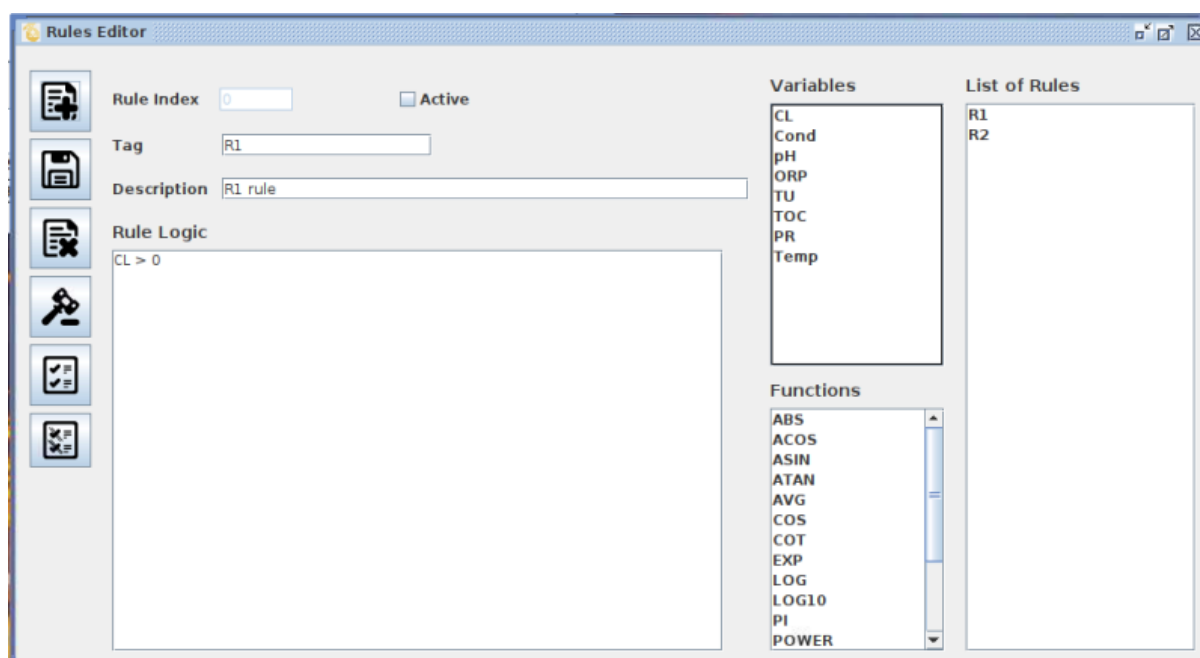 Rules Editor
Rule Index 0 Active
Tag R1
Description R1 rule
Rule Logic
CL > 0
Variables
CL
Cond
pH
ORP
TU
TOC
PR
Temp
Functions
ABS
ACOS
ASIN
ATAN
AVG
COS
COT
EXP
LOG
LOG10
PI
POWER
List of Rules
R1
R2